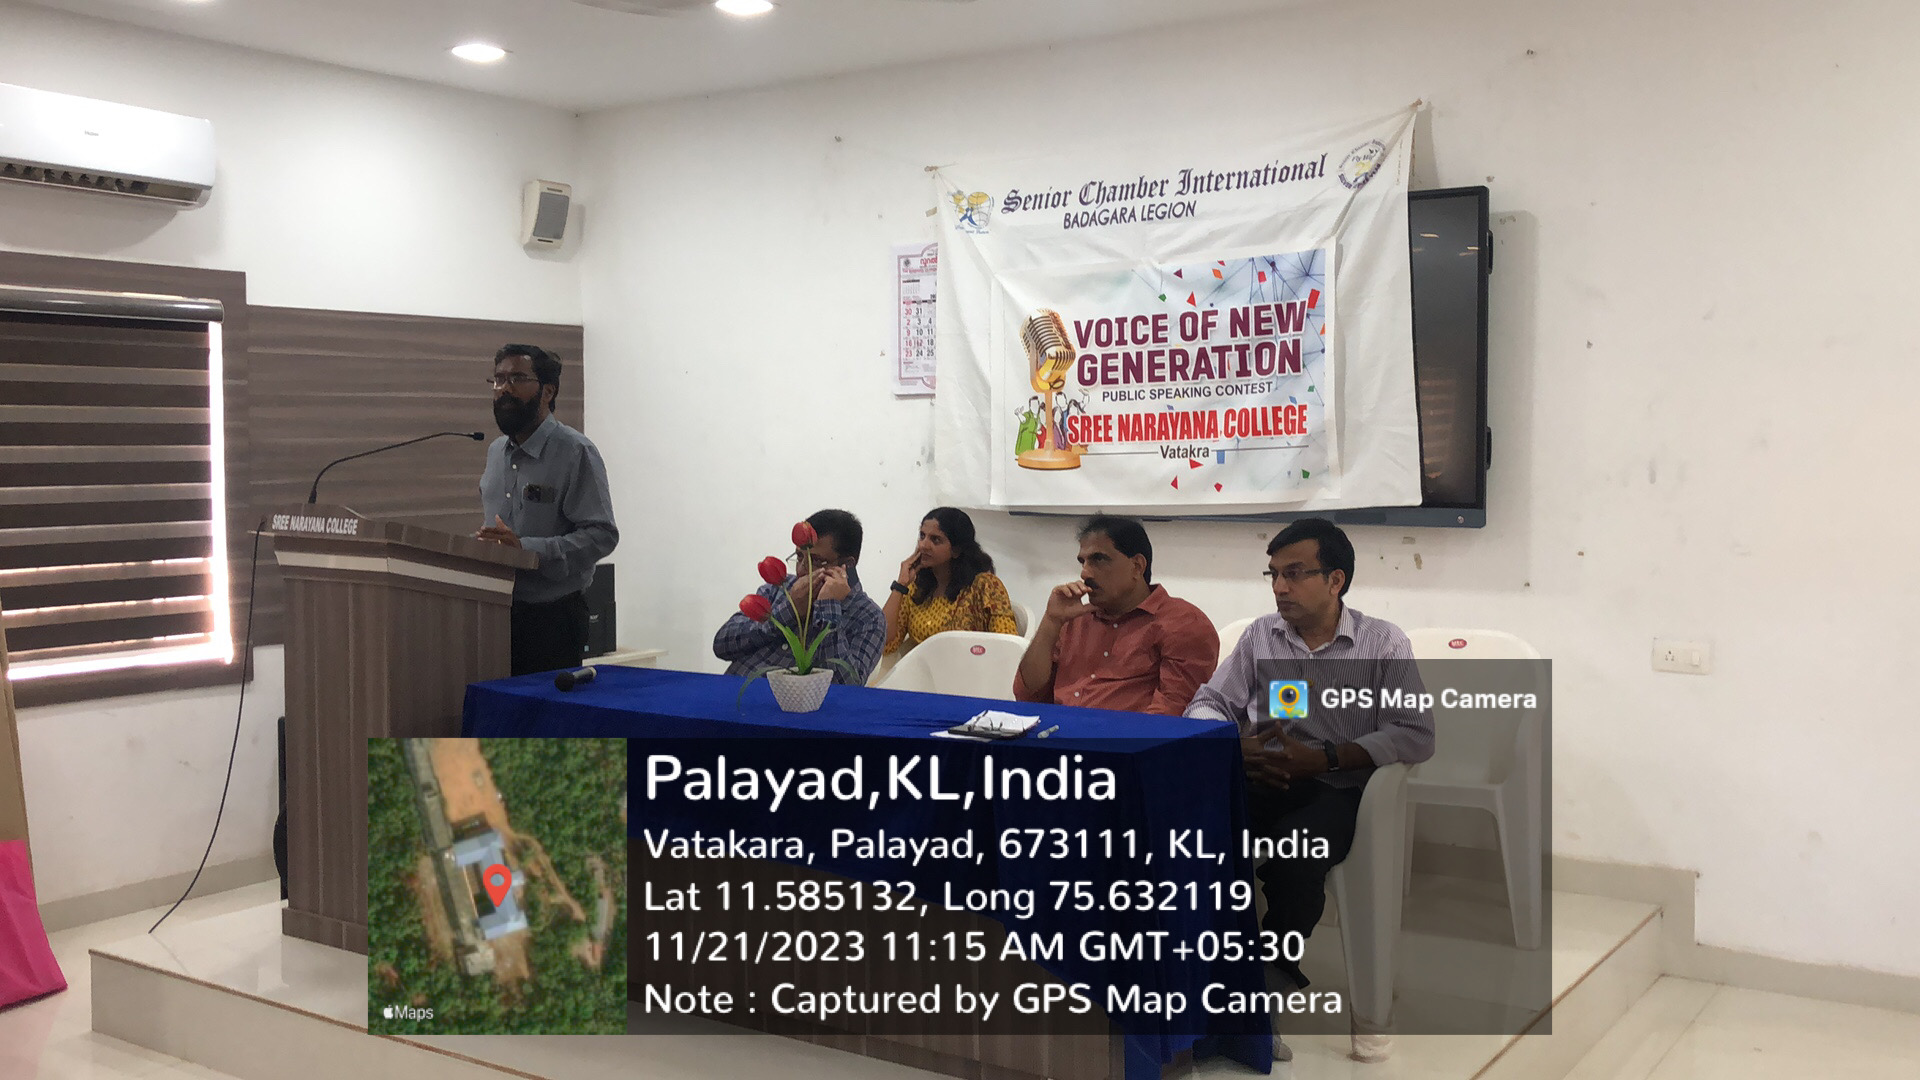 Senior Chamber International
BADAGARA LEGION
VOICE OF NEW
GENERATION
PUBLIC SPEAKING CONTEST
SREE NARAYANA COLLEGE
Vatakra
SREE NARAYANA COLLEGE
GPS Map Camera
Palayad,KL,India
Vatakara, Palayad, 673111, KL, India
Lat 11.585132, Long 75.632119
11/21/2023 11:15 AM GMT+05:30
Note : Captured by GPS Map Camera
Maps